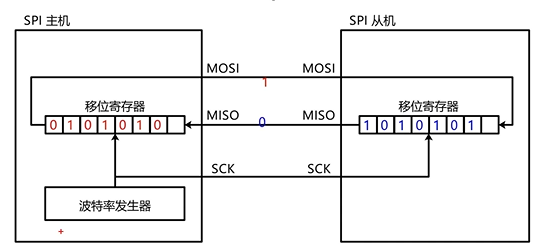 SPI 主机 SPI 从机
MOSI MOSI
1
移位寄存器 移位寄存器
MISO 0 MISO
0 1 0 1 0 1 0 1 0 1 0 1 0 1
SCK SCK
波特率发生器
+